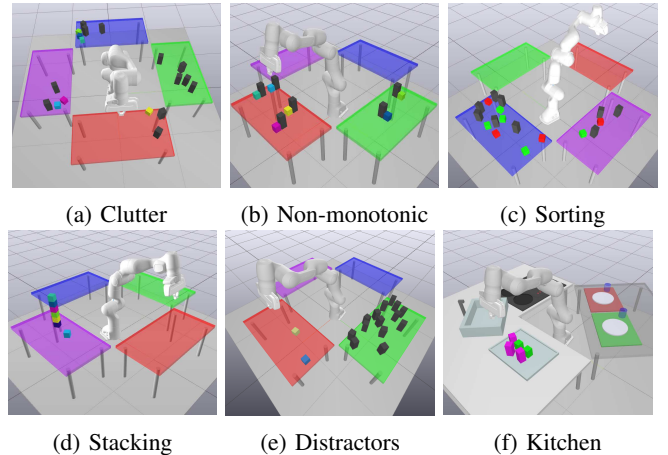 (a) Clutter
(b) Non-monotonic
(c) Sorting
(d) Stacking
(e) Distractors
(f) Kitchen